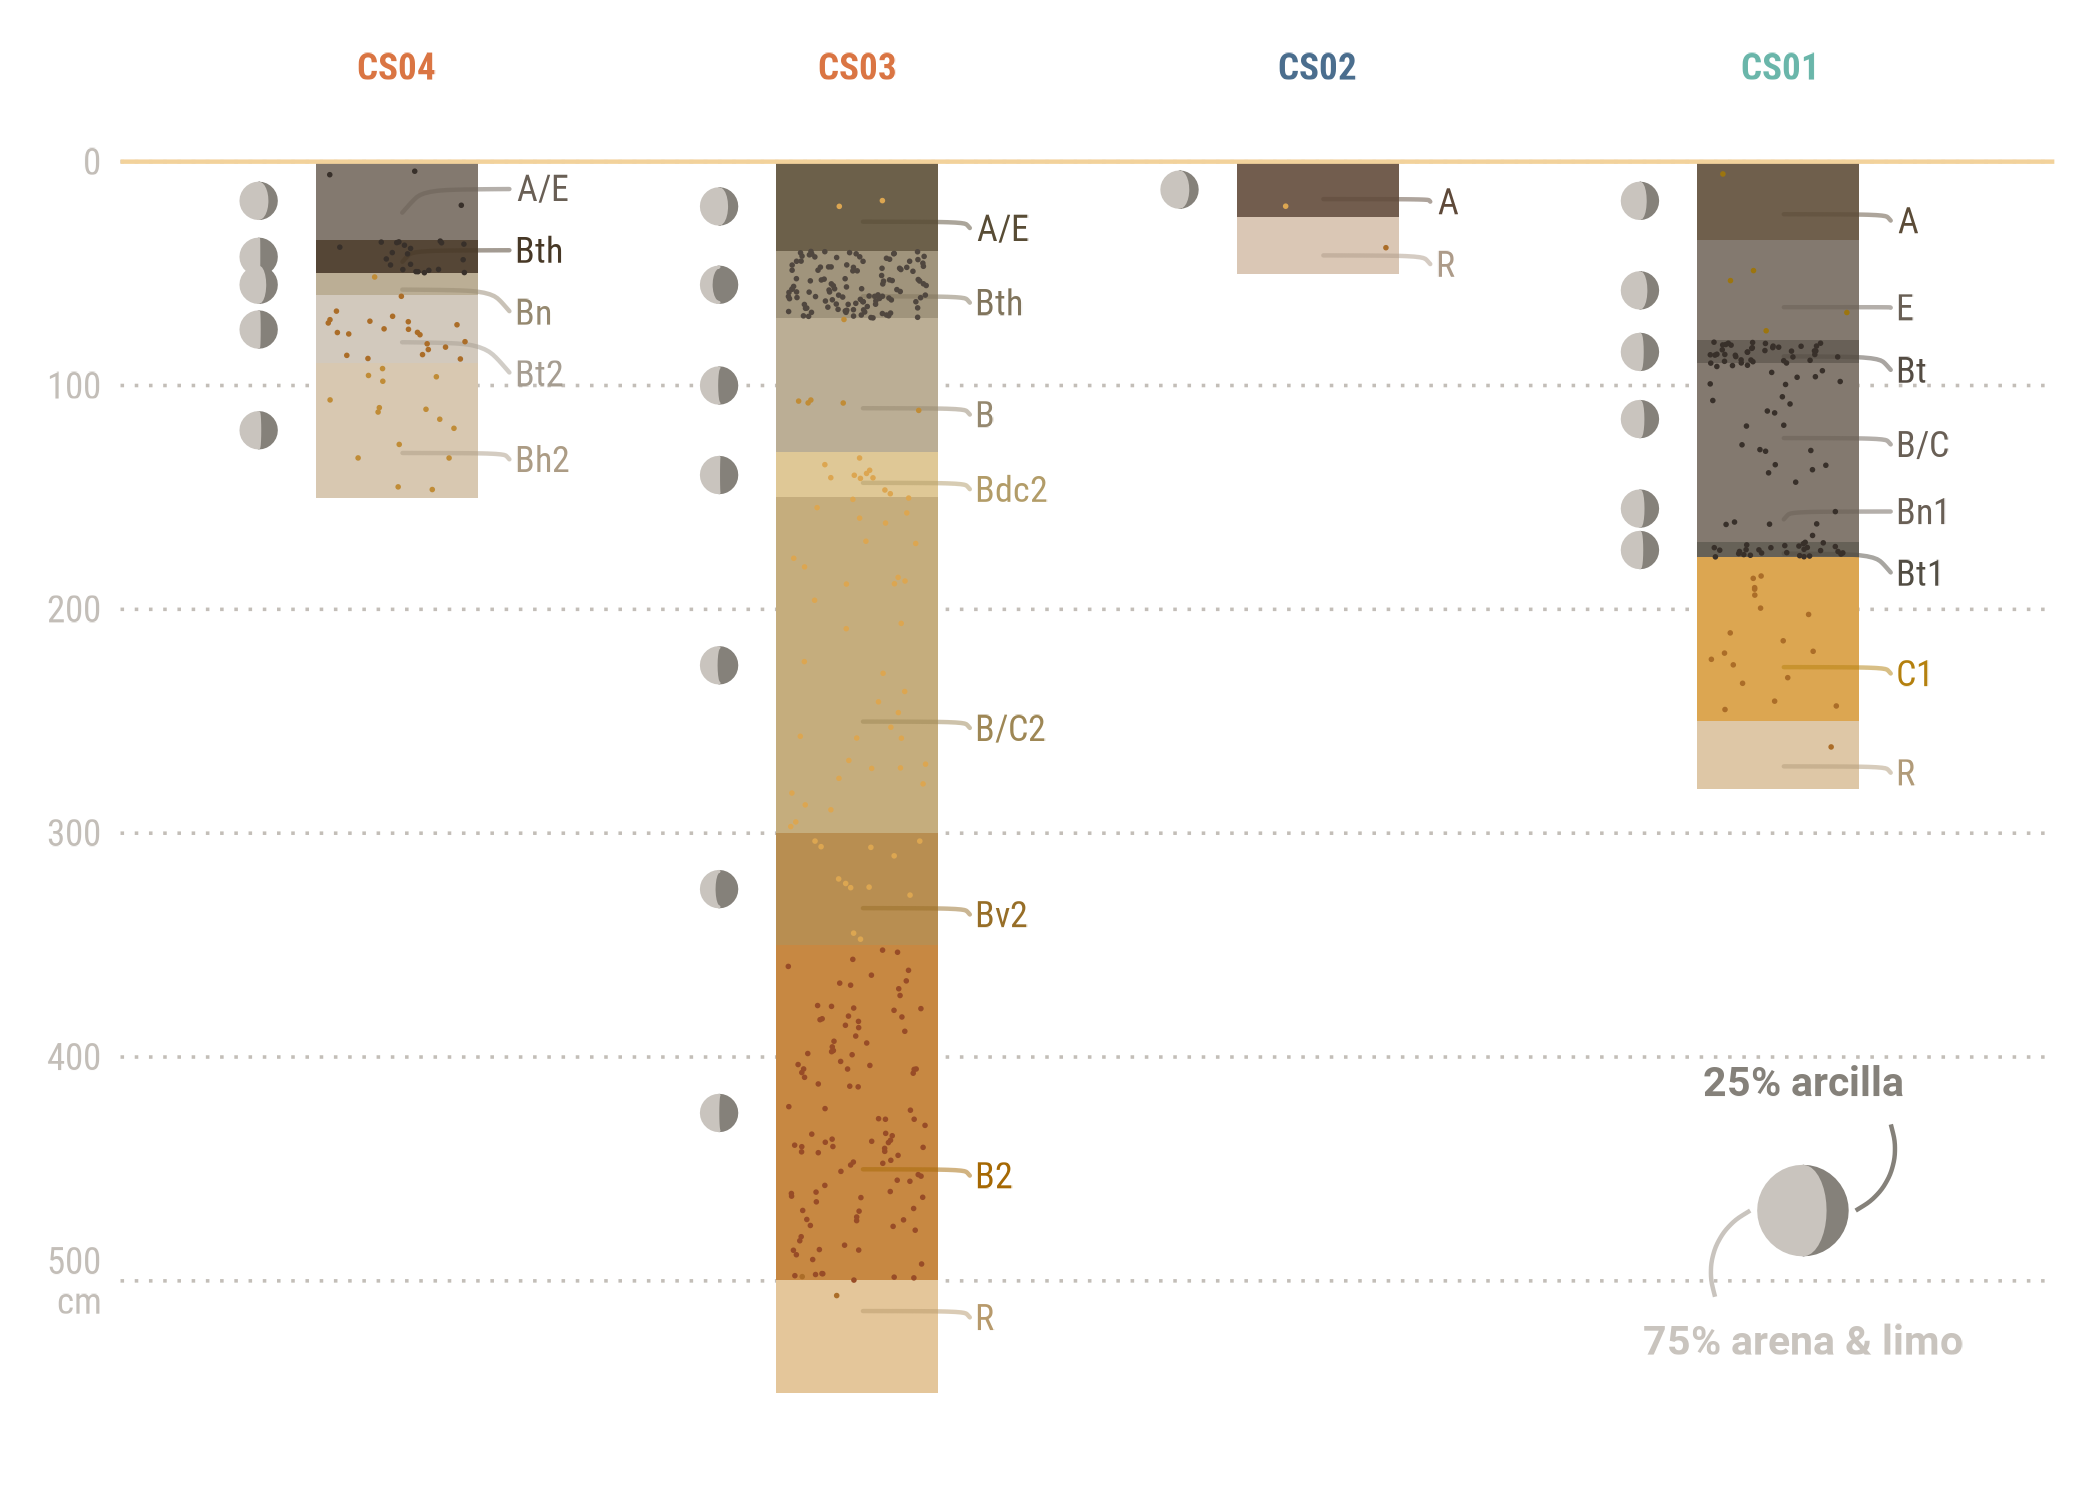 CS04
CS03
CS02
CS01
0
100
200
300
400
500
cm
A/E
Bth
Bn
Bt2
Bh2
A/E
Bth
B
Bdc2
B/C2
Bv2
B2
R
A
R
A
E
Bt
B/C
Bn1
Bt1
C1
R
25% arcilla
75% arena & limo